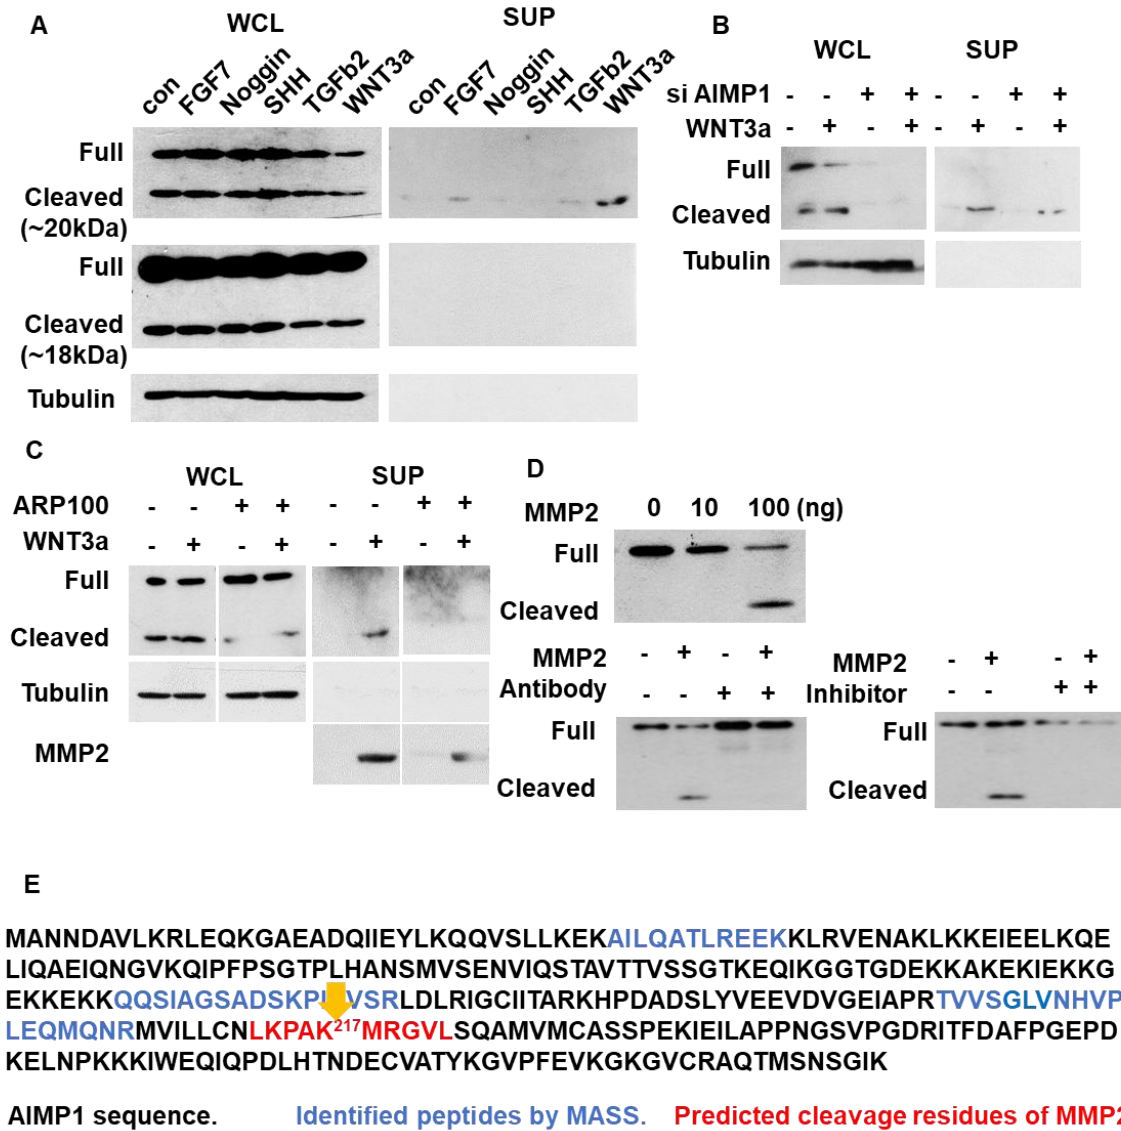 A
WCL
SUP
con FGF7 Noggin SHH TGFb2 WNT3a
con FGF7 Noggin SHH TGFb2 WNT3a
Full
Cleaved
(~20kDa)
Full
Cleaved
(~18kDa)
Tubulin
B
WCL SUP
si AIMP1 - - + + - - + +
WNT3a - + - + - + - +
Full
Cleaved
Tubulin
C
WCL SUP
ARP100 - - + + - - + +
WNT3a - + - + - + - +
Full
Cleaved
Tubulin
MMP2
D
MMP2 0 10 100 (ng)
Full
Cleaved
MMP2 - + - +
Antibody - - + +
Full
Cleaved
MMP2 - + - +
Inhibitor - - + +
Full
Cleaved
E
MANNDAVLKRLEQKGAEADQIIEYLKQQVSLLKEKAILQATLREEKKLRVENAKLKKEIEELKQE
LIQAEIQNGVKQIPFPSGTPLHANSMVSENVIQSTAVTTVSSGTKEQIKGGTGDEKKAKEKIEKKG
EKKEKKQQSIAGSADSKP VSRLDLRIGCIITARKHPDADSLYVEEVDVGEIAPRTVVSGLVNHVP
LEQMQNRMVILLCNLKPAK217MRGVLSQAMVMCASSPEKIEILAPPNGSVPGDRITFDAFPGEPD
KELNPKKKIWEQIQPDLHTNDECVATYKGVPFEVKGKGVCRAQTMSNSGIK
AIMP1 sequence. Identified peptides by MASS. Predicted cleavage residues of MMP2